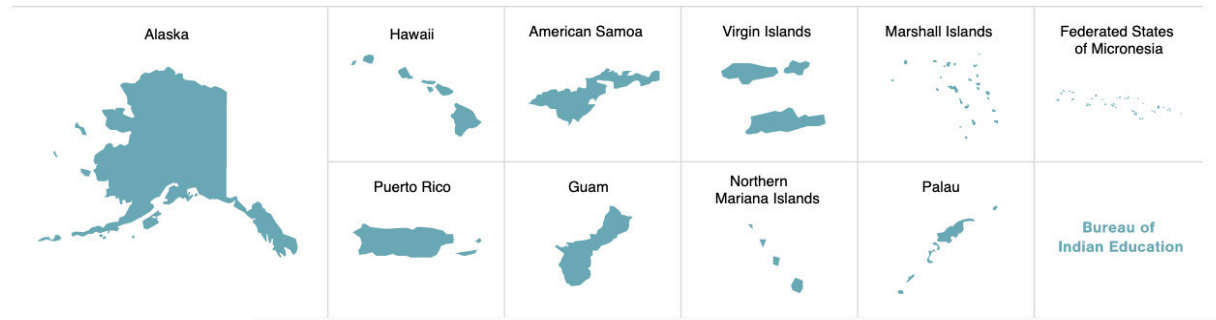 Alaska
Hawaii
American Samoa
Virgin Islands
Marshall Islands
Federated States
of Micronesia
Puerto Rico
Guam
Northern
Mariana Islands
Palau
Bureau of
Indian Education